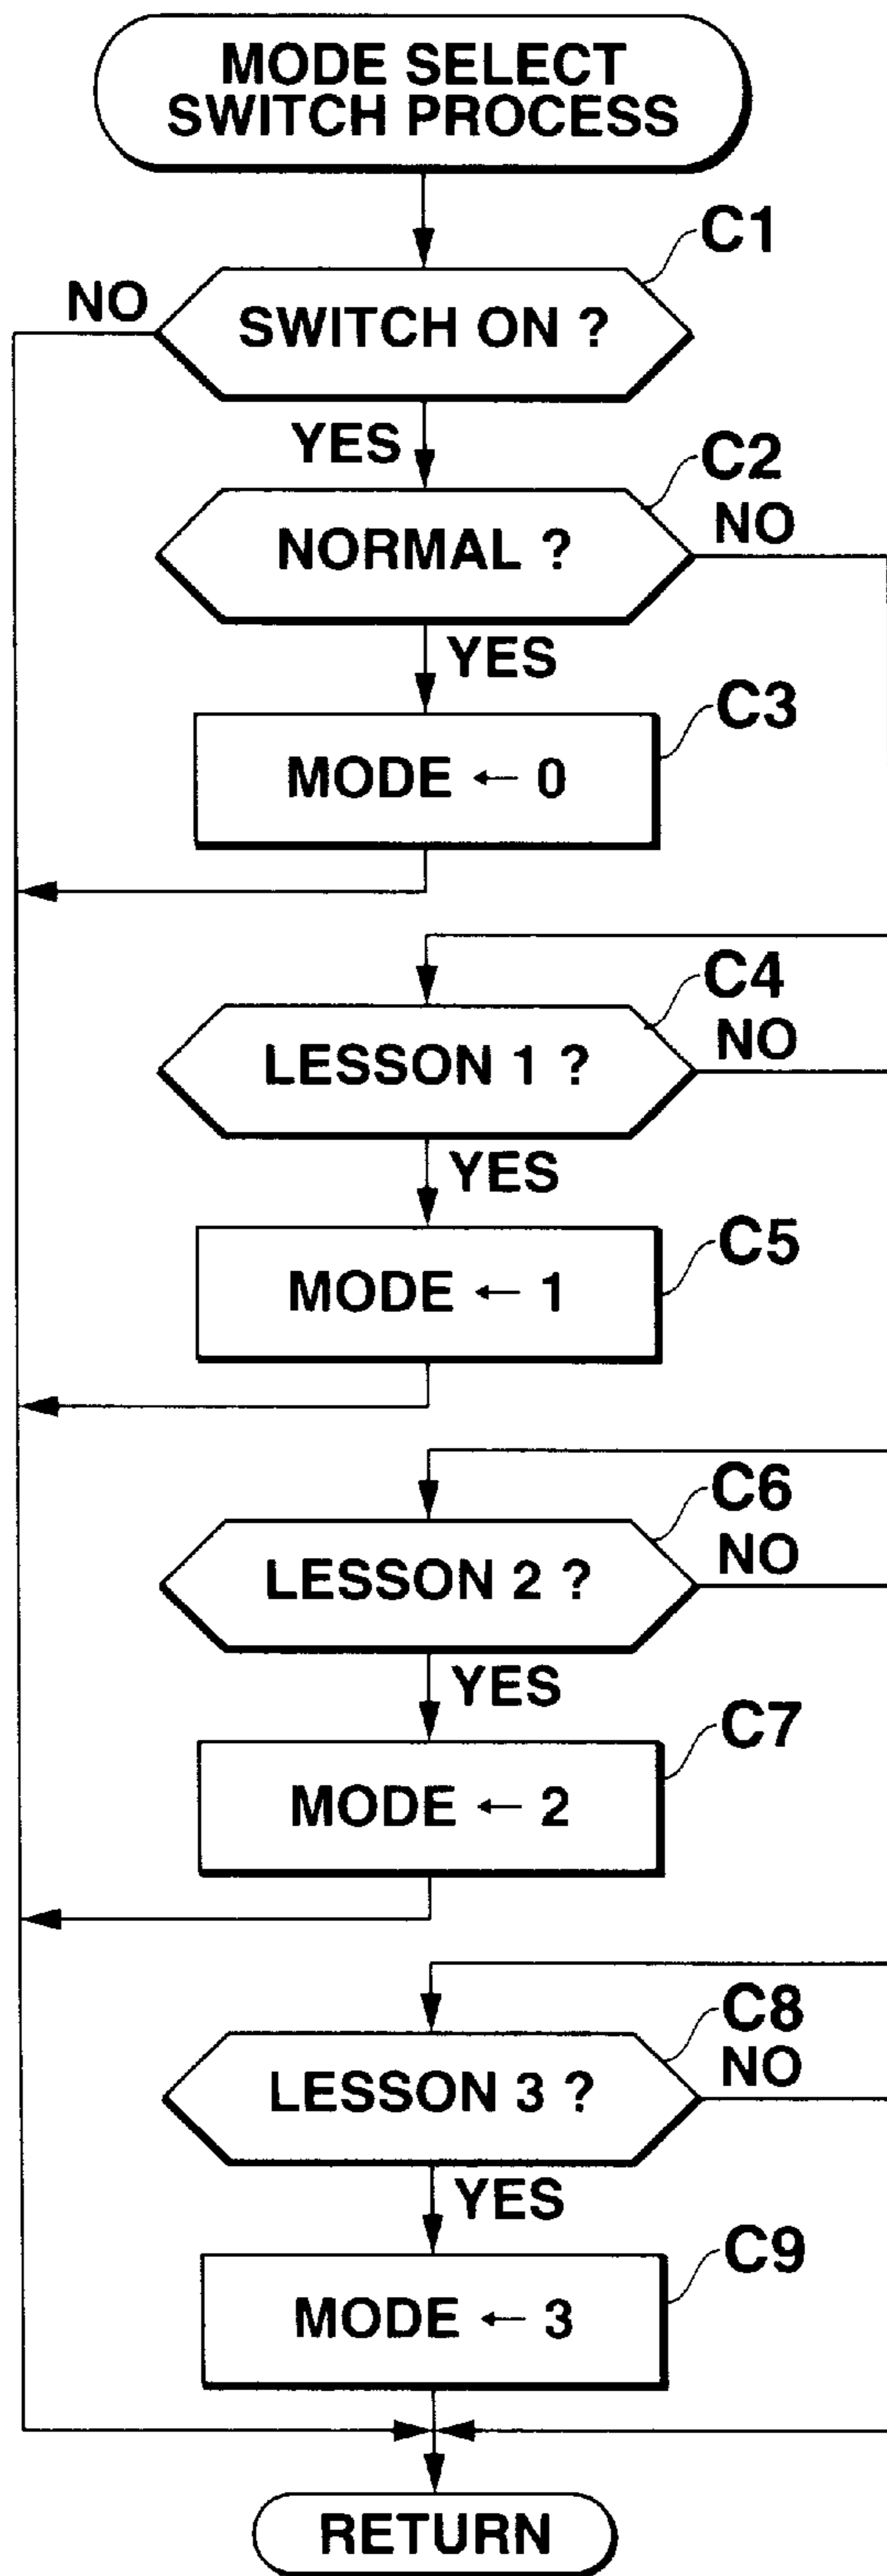 MODE SELECT
SWITCH PROCESS
C1
NO
SWITCH ON ?
YES
C2
NO
NORMAL ?
YES
C3
MODE ← 0
C4
NO
LESSON 1 ?
YES
C5
MODE ← 1
C6
NO
LESSON 2 ?
YES
C7
MODE ← 2
C8
NO
LESSON 3 ?
YES
C9
MODE ← 3
RETURN